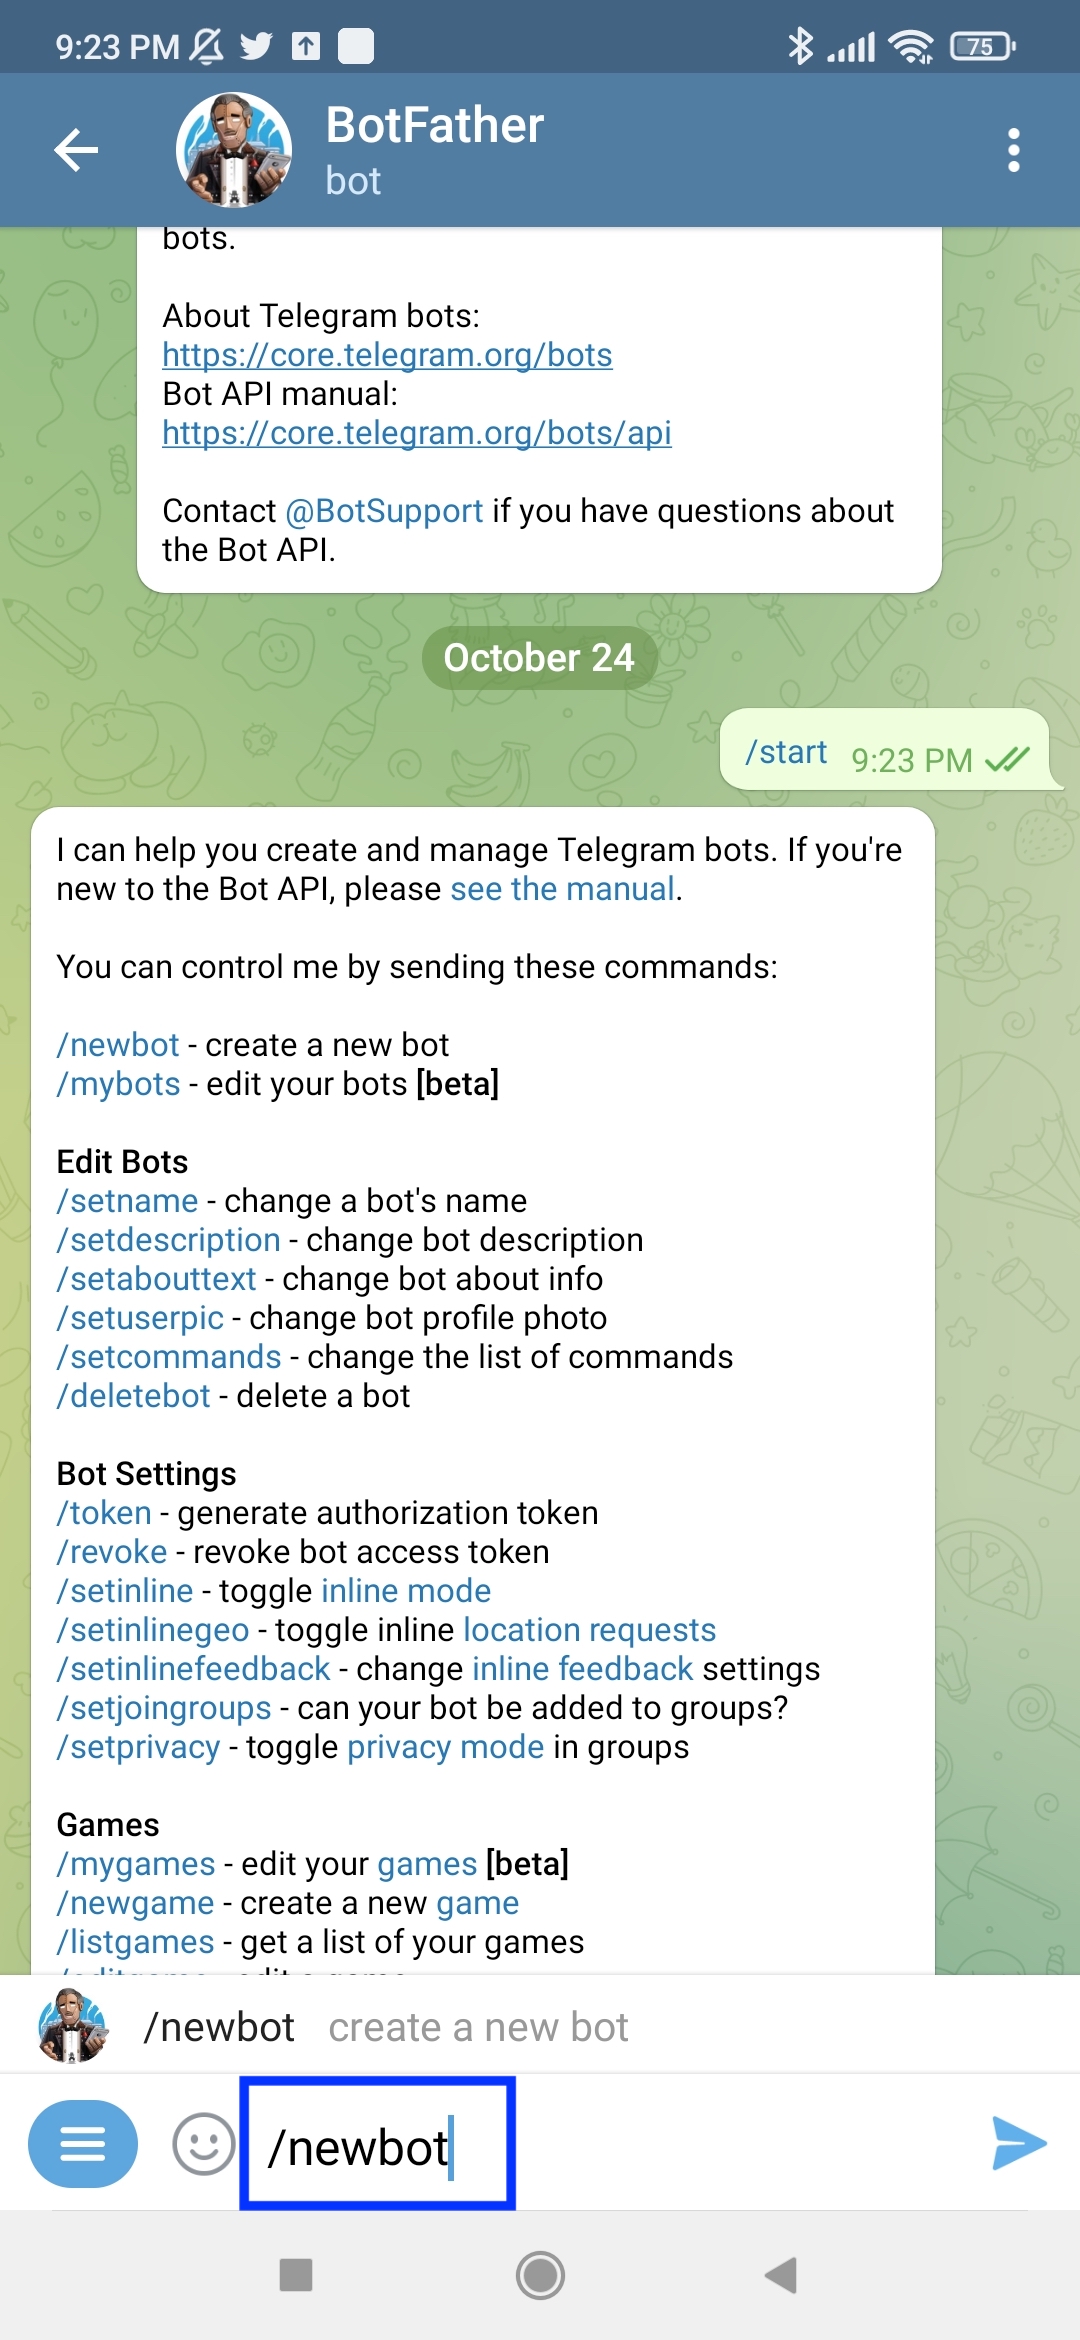 9:23 PM
75
BotFather
bot
bots.
About Telegram bots:
https://core.telegram.org/bots
Bot API manual:
https://core.telegram.org/bots/api
Contact @BotSupport if you have questions about
the Bot API.
October 24
/start 9:23 PM
I can help you create and manage Telegram bots. If you're
new to the Bot API, please see the manual.
You can control me by sending these commands:
/newbot - create a new bot
/mybots - edit your bots [beta]
Edit Bots
/setname - change a bot's name
/setdescription - change bot description
/setabouttext - change bot about info
/setuserpic - change bot profile photo
/setcommands - change the list of commands
/deletebot - delete a bot
Bot Settings
/token - generate authorization token
/revoke - revoke bot access token
/setinline - toggle inline mode
/setinlinegeo - toggle inline location requests
/setinlinefeedback - change inline feedback settings
/setjoingroups - can your bot be added to groups?
/setprivacy - toggle privacy mode in groups
Games
/mygames - edit your games [beta]
/newgame - create a new game
/listgames - get a list of your games
/newbot create a new bot
/newbot